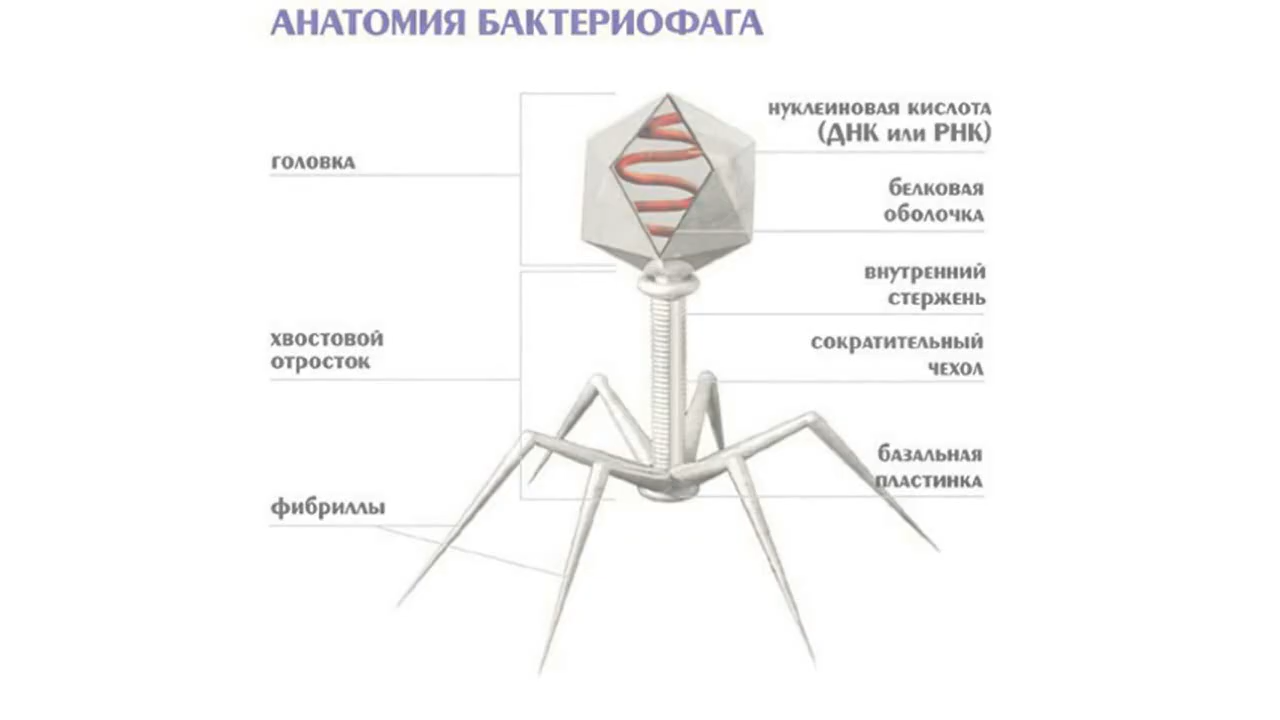 АНАТОМИЯ БАКТЕРИОФАГА
ГОЛОВКА
ХВОСТОВОЙ
ОТРОСТОК
ФИБРИЛЛЫ
НУКЛЕИНОВАЯ КИСЛОТА
(ДНК или РНК)
БЕЛКОВАЯ
ОБОЛОЧКА
ВНУТРЕННИЙ
СТЕРЖЕНЬ
СОКРАТИТЕЛЬНЫЙ
ЧЕХОЛ
БАЗАЛЬНАЯ
ПЛАСТИНКА